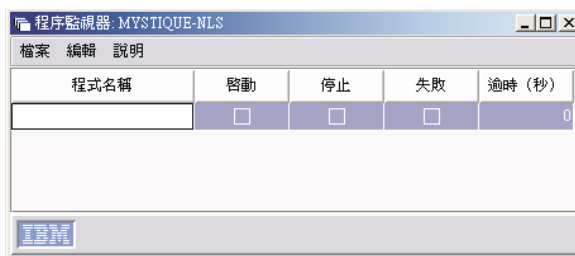 程序監視器: MYSTIQUE-NLS
檔案 編輯 說明
程式名稱 啓動 停止 失敗 逾時（秒）
0
IBM